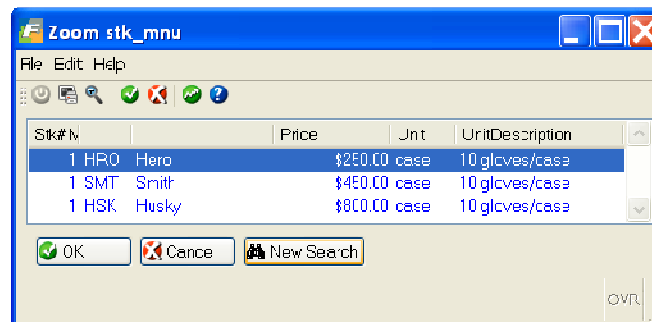 Zoom stk_mnu
File Edit Help
Stk# M Price Unit UnitDescription
1 HRO Hero $250.00 case 10 gloves/case
1 SMT Smith $450.00 case 10 gloves/case
1 HSK Husky $800.00 case 10 gloves/case
OK Cance New Search
OVR